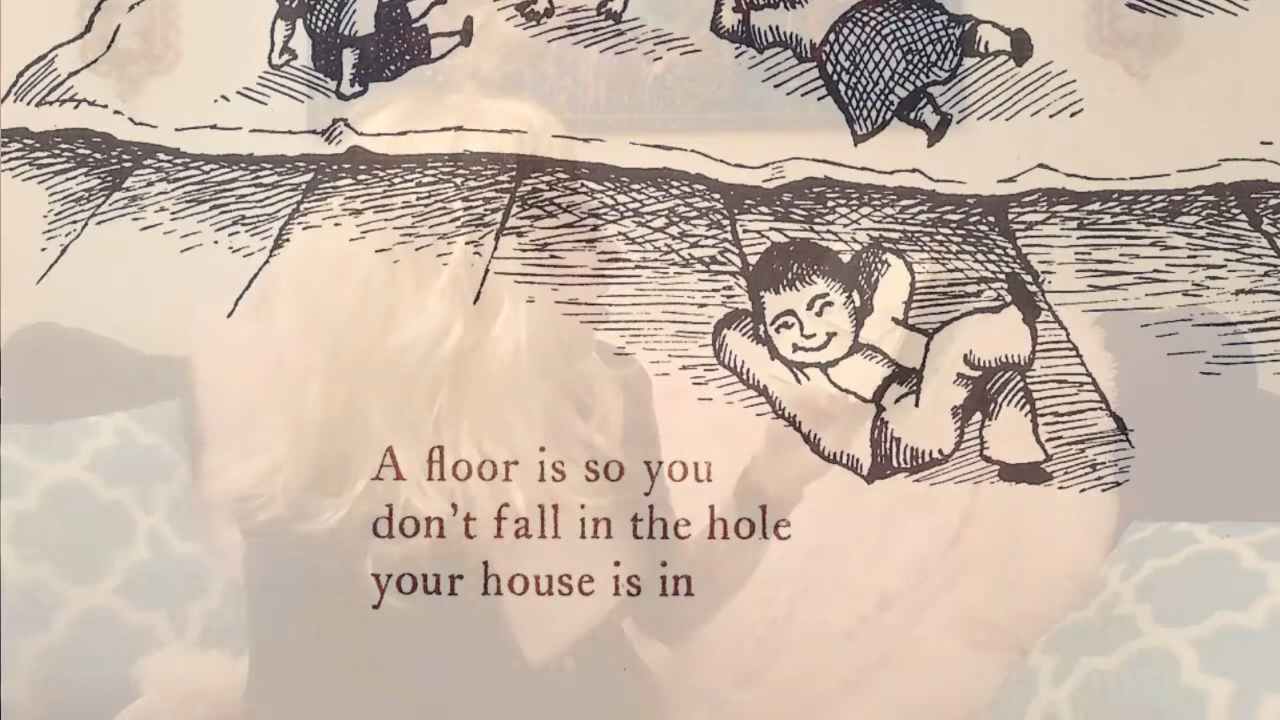 A floor is so you
don't fall in the hole
your house is in